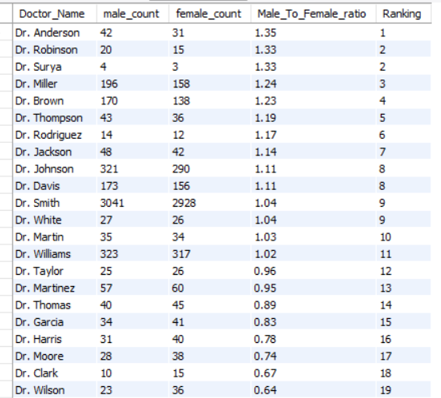 Doctor_Name male_count female_count Male_To_Female_ratio Ranking
Dr. Anderson 42 31 1.35 1
Dr. Robinson 20 15 1.33 2
Dr. Surya 4 3 1.33 2
Dr. Miller 196 158 1.24 3
Dr. Brown 170 138 1.23 4
Dr. Thompson 43 36 1.19 5
Dr. Rodriguez 14 12 1.17 6
Dr. Jackson 48 42 1.14 7
Dr. Johnson 321 290 1.11 8
Dr. Davis 173 156 1.11 8
Dr. Smith 3041 2928 1.04 9
Dr. White 27 26 1.04 9
Dr. Martin 35 34 1.03 10
Dr. Williams 323 317 1.02 11
Dr. Taylor 25 26 0.96 12
Dr. Martinez 57 60 0.95 13
Dr. Thomas 40 45 0.89 14
Dr. Garcia 34 41 0.83 15
Dr. Harris 31 40 0.78 16
Dr. Moore 28 38 0.74 17
Dr. Clark 10 15 0.67 18
Dr. Wilson 23 36 0.64 19